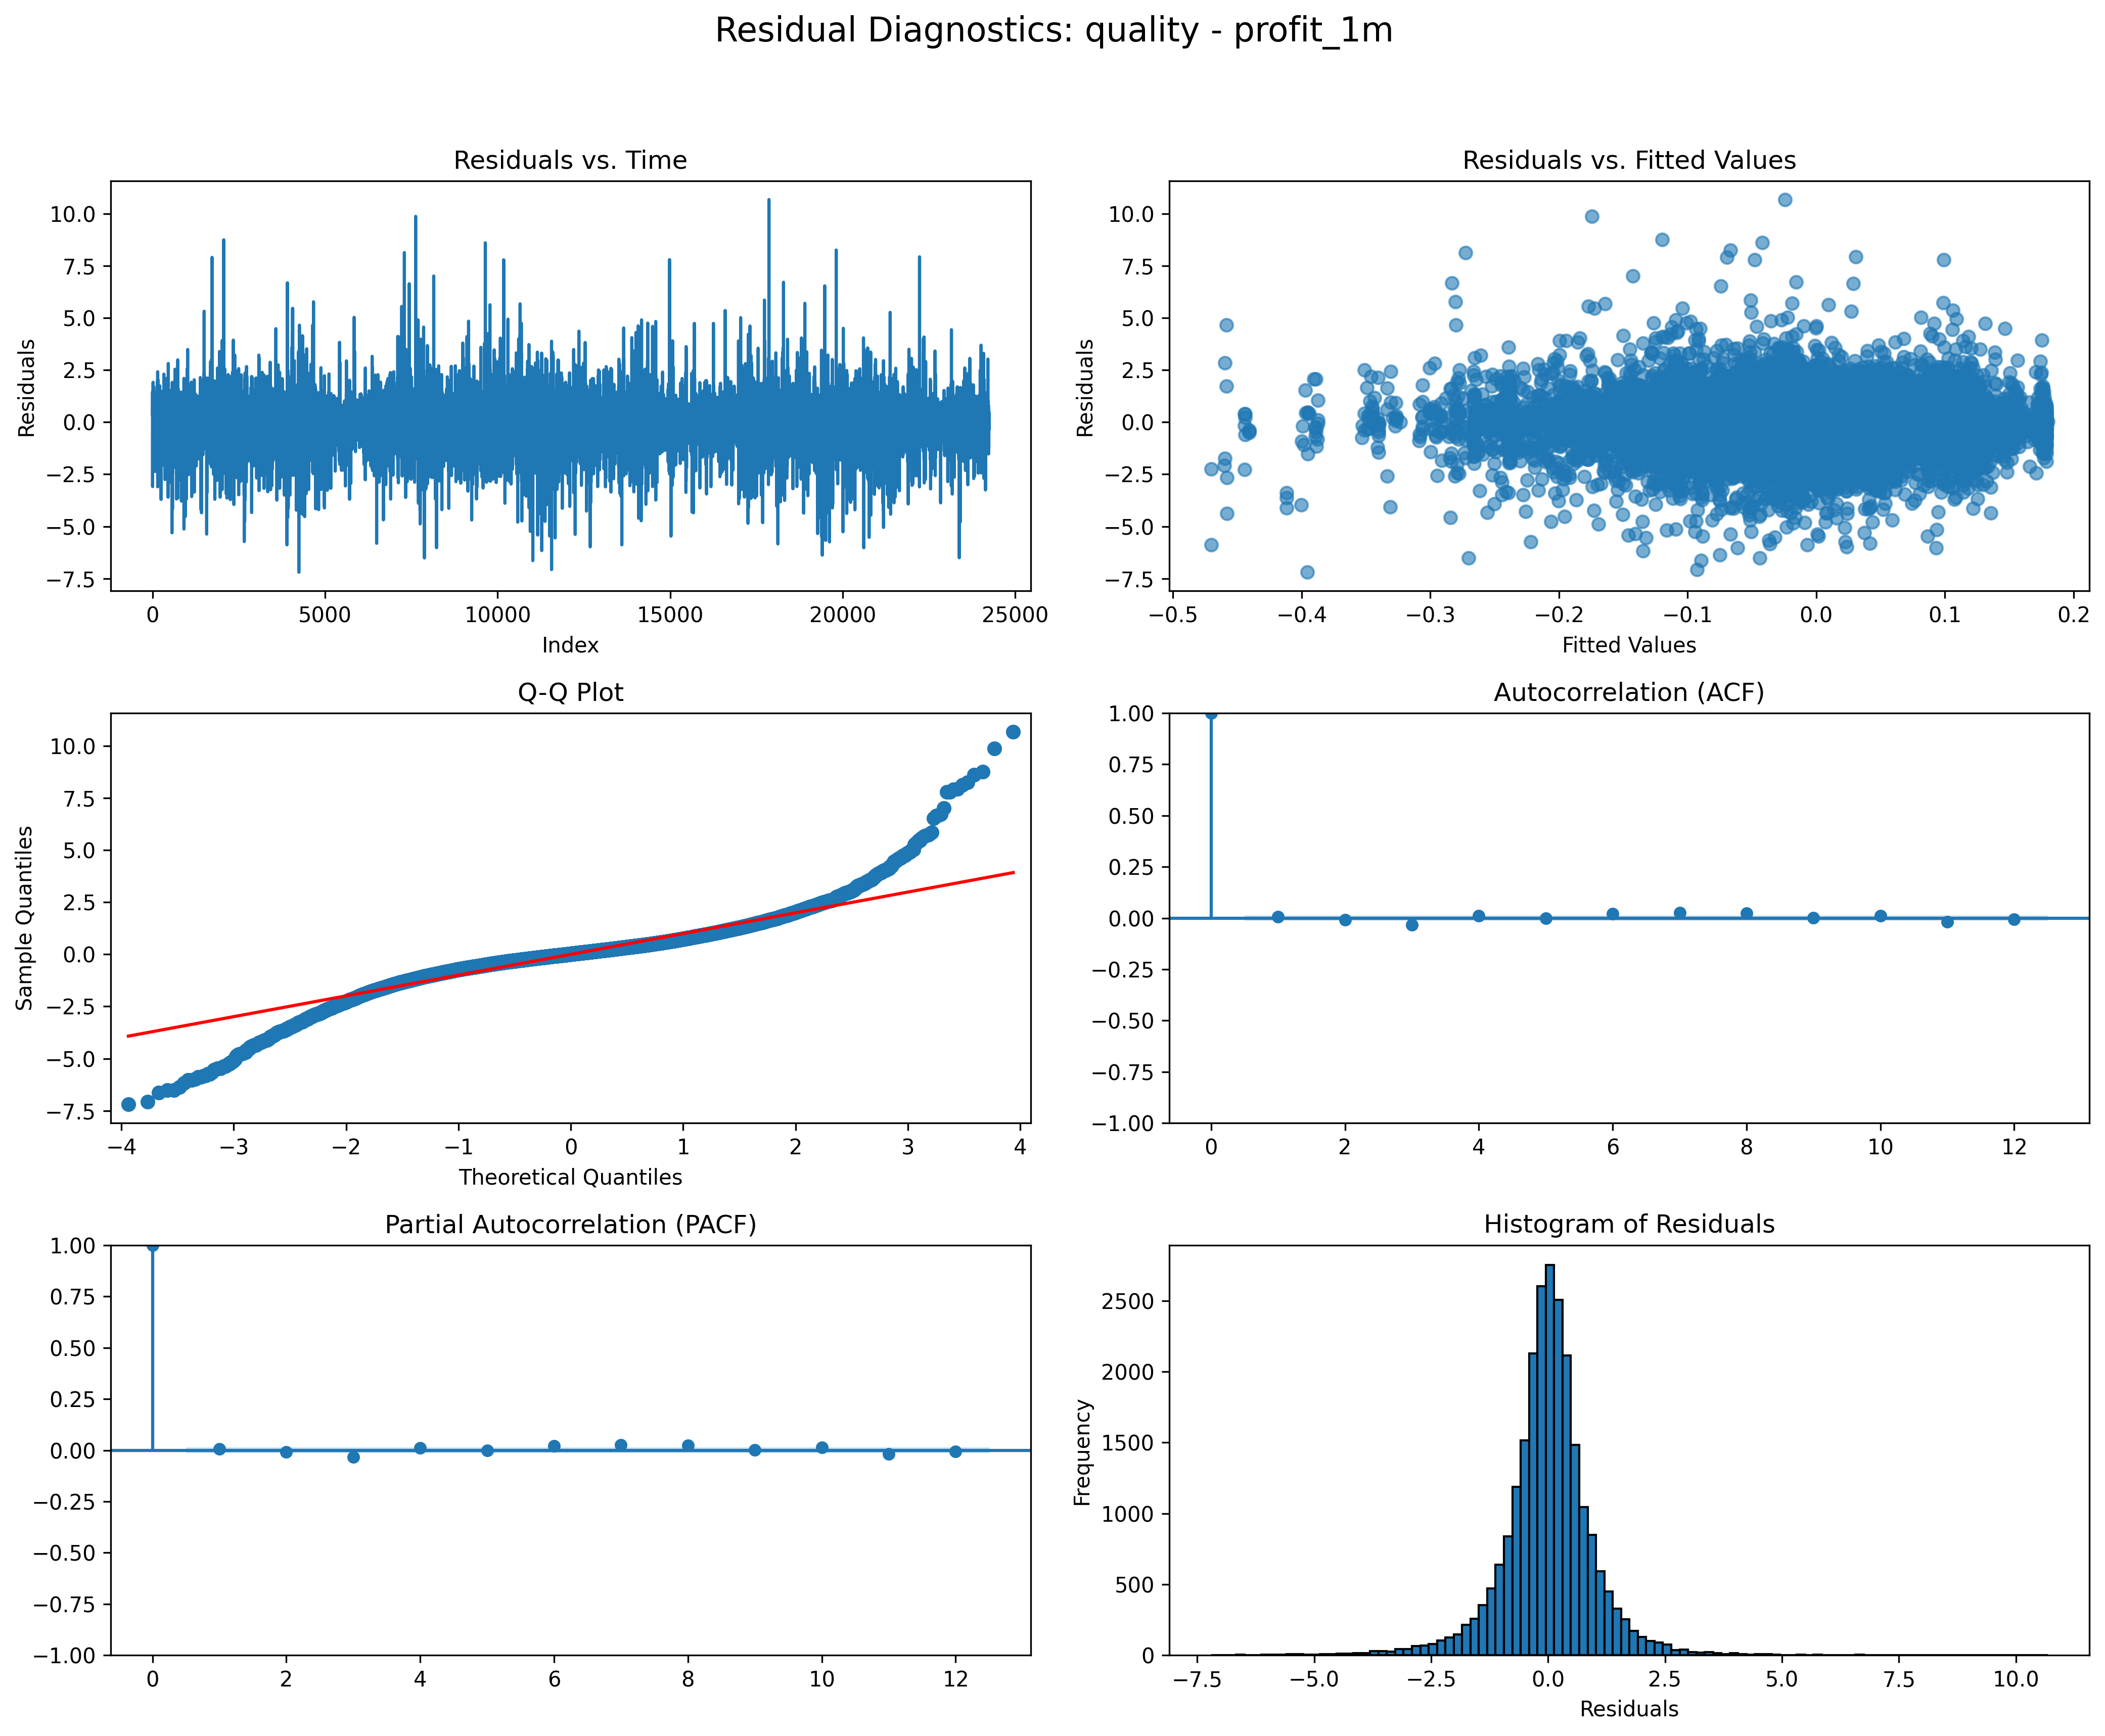 Residual Diagnostics: quality - profit_1m
Residuals vs. Time
Residuals vs. Fitted Values
10.0
7.5
5.0
2.5
0.0
−2.5
−5.0
−7.5
Residuals
0 5000 10000 15000 20000 25000
Index
10.0
7.5
5.0
2.5
0.0
−2.5
−5.0
−7.5
Residuals
−0.5 −0.4 −0.3 −0.2 −0.1 0.0 0.1 0.2
Fitted Values
Q-Q Plot
Autocorrelation (ACF)
10.0
7.5
5.0
2.5
0.0
−2.5
−5.0
−7.5
Sample Quantiles
−4 −3 −2 −1 0 1 2 3 4
Theoretical Quantiles
1.00
0.75
0.50
0.25
0.00
−0.25
−0.50
−0.75
−1.00
0 2 4 6 8 10 12
Partial Autocorrelation (PACF)
Histogram of Residuals
1.00
0.75
0.50
0.25
0.00
−0.25
−0.50
−0.75
−1.00
0 2 4 6 8 10 12
2500
2000
1500
1000
500
0
Frequency
−7.5 −5.0 −2.5 0.0 2.5 5.0 7.5 10.0
Residuals